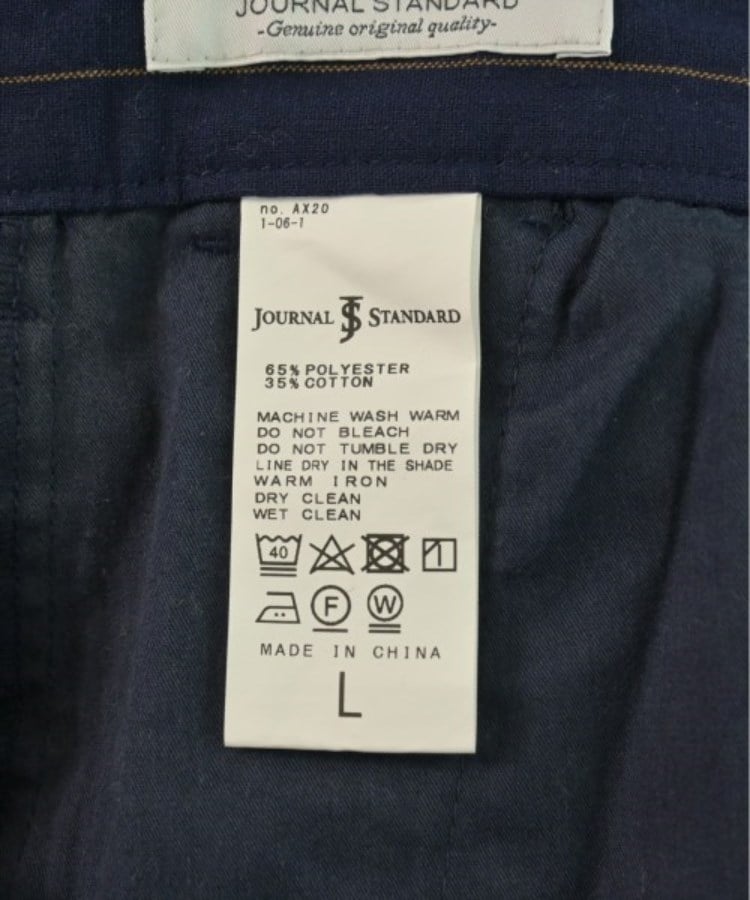 JOURNAL STANDARD
-Genuine original quality-
no. AX20
1-06-1
JOURNAL JS STANDARD
65% POLYESTER
35% COTTON
MACHINE WASH WARM
DO NOT BLEACH
DO NOT TUMBLE DRY
LINE DRY IN THE SHADE
WARM IRON
DRY CLEAN
WET CLEAN
40
F W
MADE IN CHINA
L